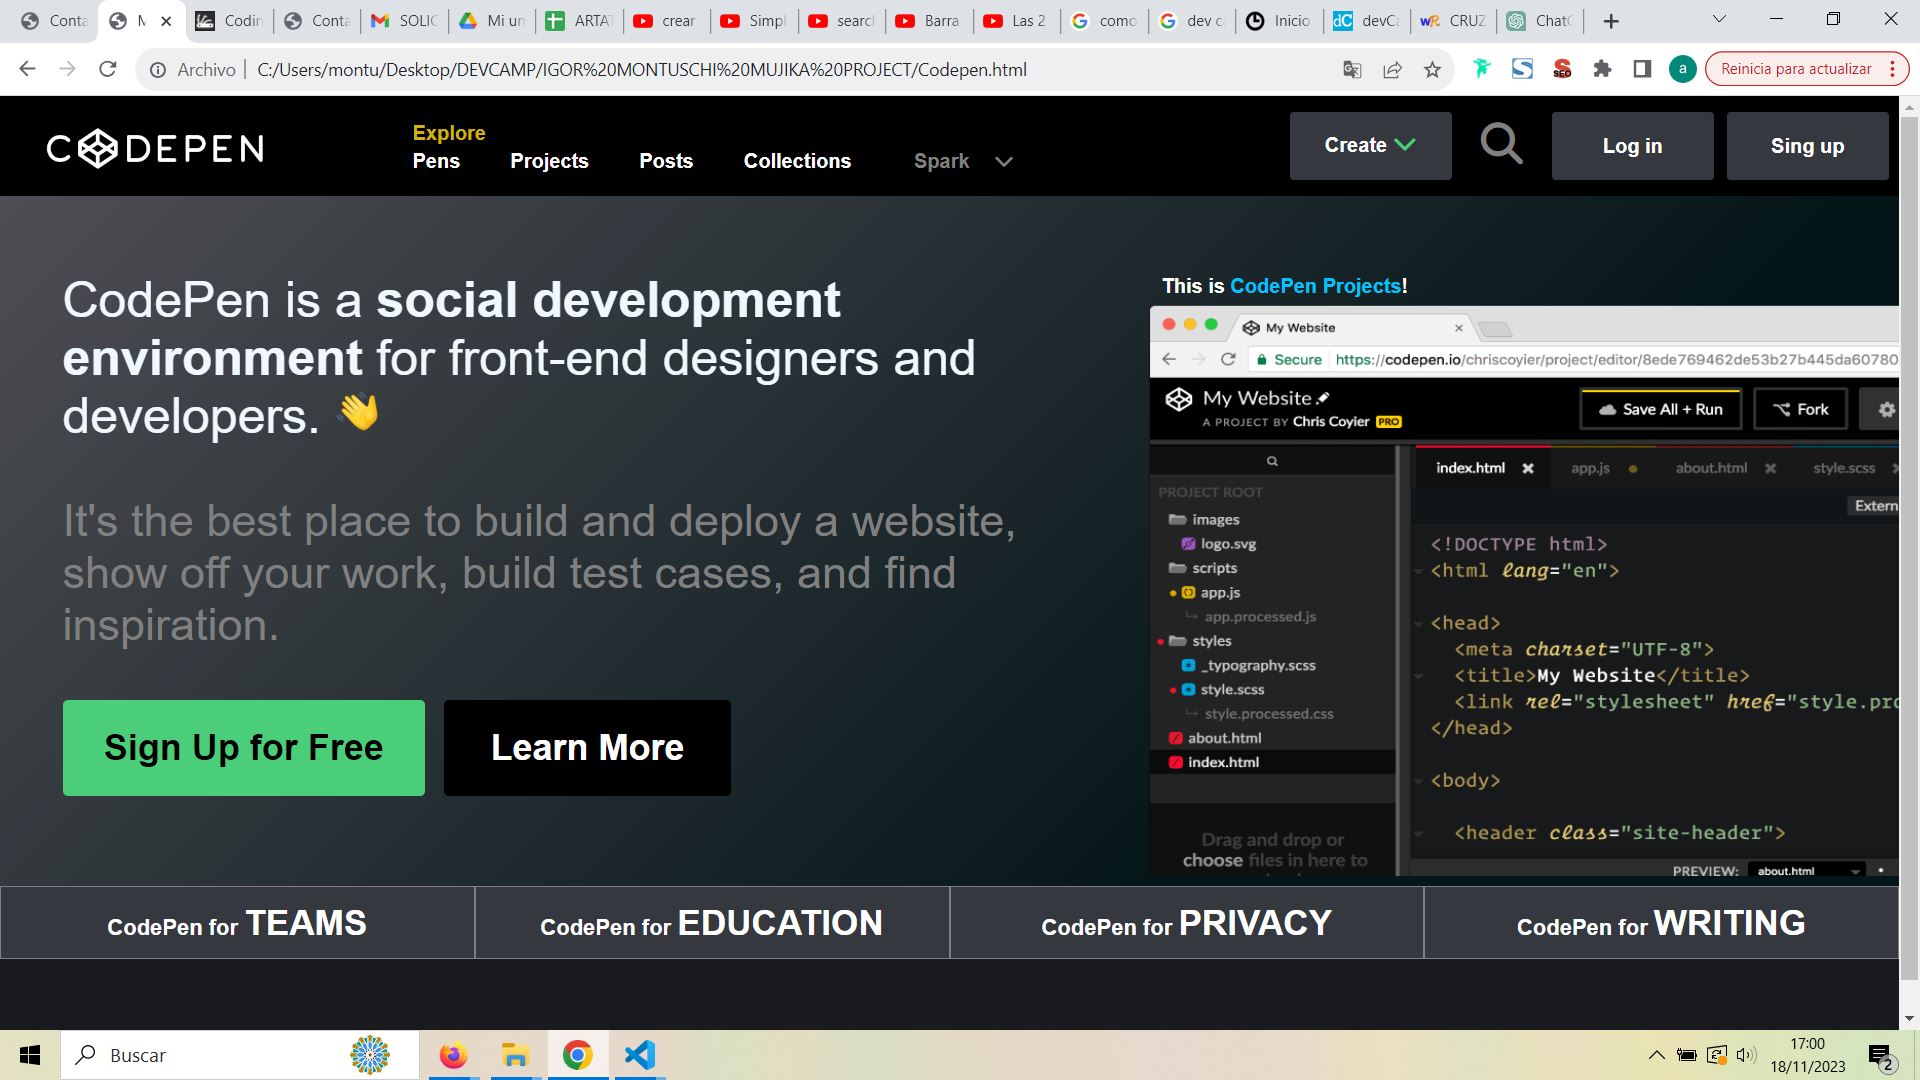 Conta
M
Codin
Conta
SOLIC
Mi un
ARTAT
crear
Simpl
search
Barra
Las 2
como
dev ca
Inicio
devCa
CRUZ
ChatG
Archivo | C:/Users/montu/Desktop/DEVCAMP/IGOR%20MONTUSCHI%20MUJIKA%20PROJECT/Codepen.html
a
Reinicia para actualizar
CODEPEN
Explore
Pens Projects Posts Collections Spark
Create
Log in
Sing up
CodePen is a social development
environment for front-end designers and
developers. 👋
It's the best place to build and deploy a website,
show off your work, build test cases, and find
inspiration.
Sign Up for Free
Learn More
This is CodePen Projects!
My Website
Secure https://codepen.io/chriscoyier/project/editor/8ede769462de53b27b445da60780
My Website
A PROJECT BY Chris Coyier PRO
Save All + Run
Fork
index.html app.js about.html style.scss
Extern
PROJECT ROOT
images
logo.svg
scripts
app.js
app.processed.js
styles
_typography.scss
style.scss
style.processed.css
about.html
index.html
Drag and drop or
choose files in here to
<!DOCTYPE html>
<html lang="en">
<head>
<meta charset="UTF-8">
<title>My Website</title>
<link rel="stylesheet" href="style.pro
</head>
<body>
<header class="site-header">
PREVIEW: about.html
CodePen for TEAMS
CodePen for EDUCATION
CodePen for PRIVACY
CodePen for WRITING
Buscar
17:00
18/11/2023
2